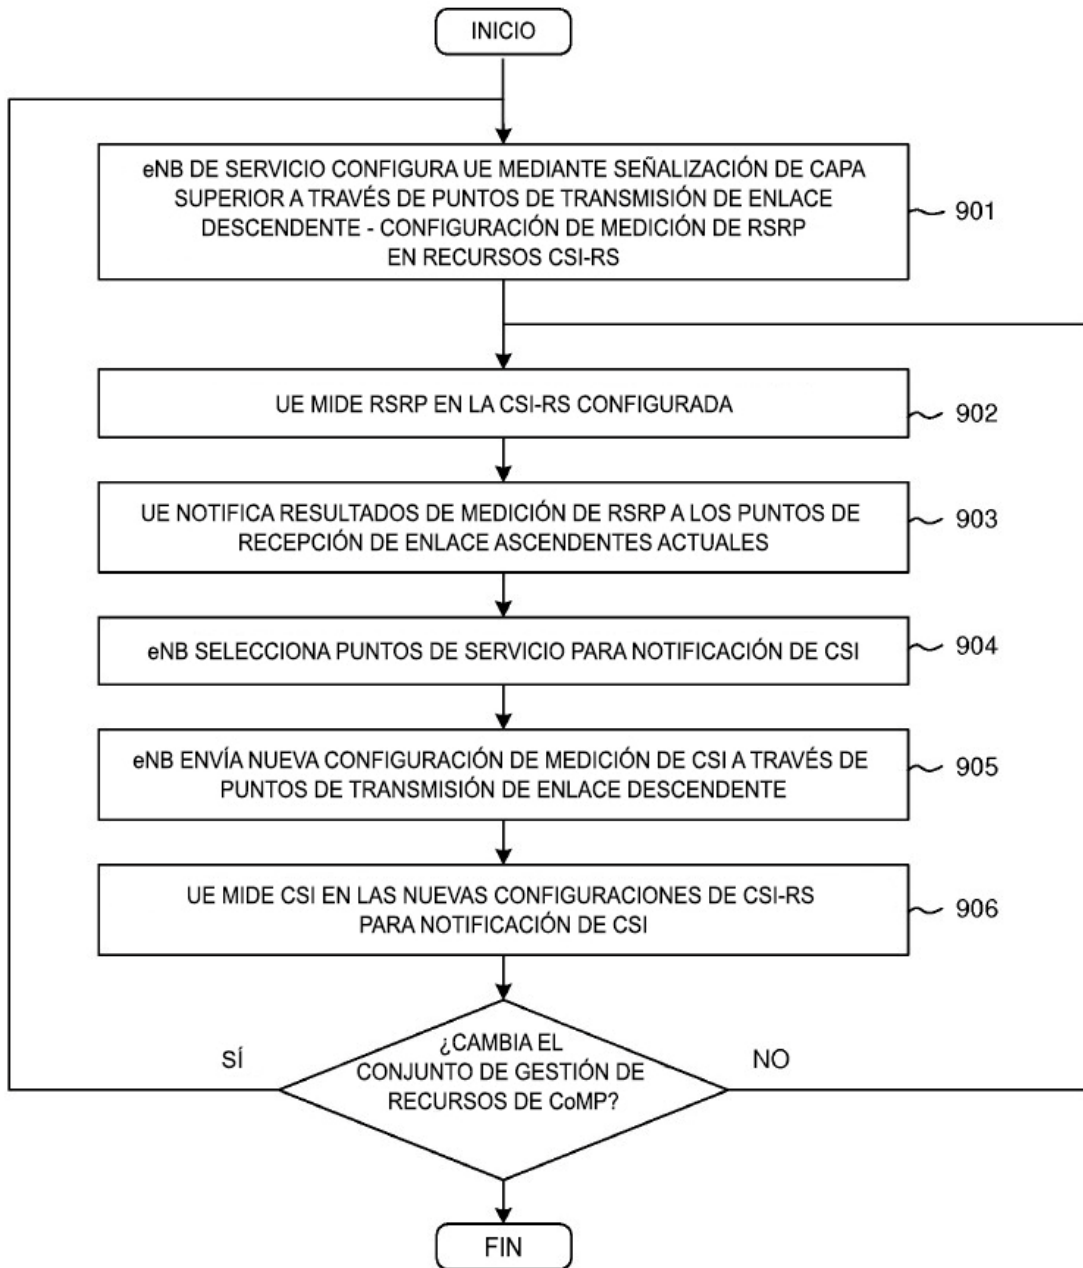 INICIO
eNB DE SERVICIO CONFIGURA UE MEDIANTE SEÑALIZACIÓN DE CAPA
SUPERIOR A TRAVÉS DE PUNTOS DE TRANSMISIÓN DE ENLACE
DESCENDENTE - CONFIGURACIÓN DE MEDICIÓN DE RSRP
EN RECURSOS CSI-RS
901
UE MIDE RSRP EN LA CSI-RS CONFIGURADA
902
UE NOTIFICA RESULTADOS DE MEDICIÓN DE RSRP A LOS PUNTOS DE
RECEPCIÓN DE ENLACE ASCENDENTES ACTUALES
903
eNB SELECCIONA PUNTOS DE SERVICIO PARA NOTIFICACIÓN DE CSI
904
eNB ENVÍA NUEVA CONFIGURACIÓN DE MEDICIÓN DE CSI A TRAVÉS DE
PUNTOS DE TRANSMISIÓN DE ENLACE DESCENDENTE
905
UE MIDE CSI EN LAS NUEVAS CONFIGURACIONES DE CSI-RS
PARA NOTIFICACIÓN DE CSI
906
¿CAMBIA EL
CONJUNTO DE GESTIÓN DE
RECURSOS DE CoMP?
SÍ
NO
FIN